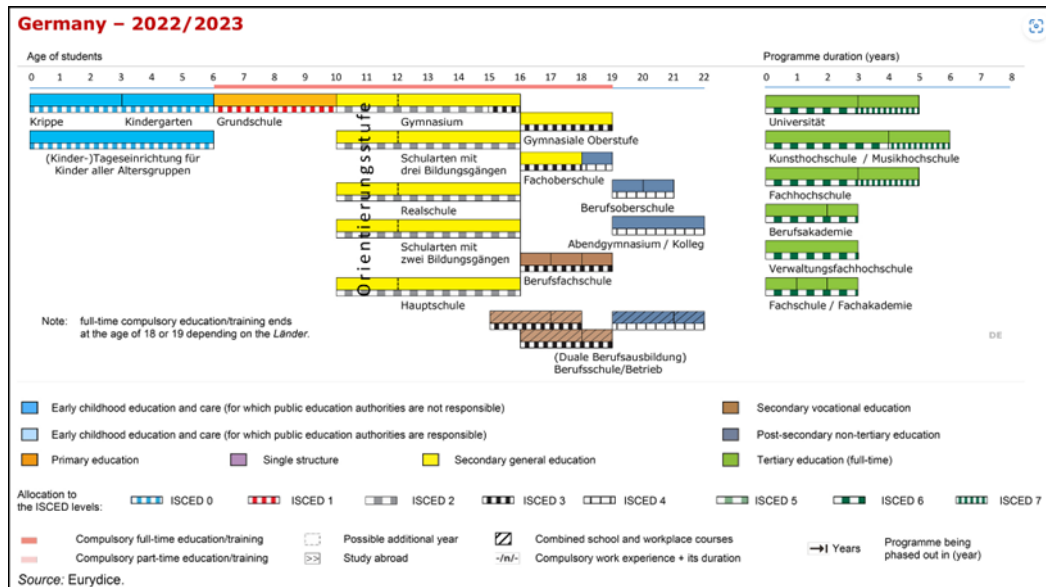 Germany – 2022/2023
Age of students
Programme duration (years)
0 1 2 3 4 5 6 7 8 9 10 11 12 13 14 15 16 17 18 19 20 21 22
0 1 2 3 4 5 6 7 8
Krippe Kindergarten Grundschule
Gymnasium
(Kinder-)Tageseinrichtung für
Kinder aller Altersgruppen
Orientierungsstufe
Gymnasiale Oberstufe
Schularten mit
drei Bildungsgängen
Fachoberschule
Realschule
Berufsoberschule
Schularten mit
zwei Bildungsgängen
Abendgymnasium / Kolleg
Berufsfachschule
Hauptschule
(Duale Berufsausbildung)
Berufsschule/Betrieb
Universität
Kunsthochschule / Musikhochschule
Fachhochschule
Berufsakademie
Verwaltungsfachhochschule
Fachschule / Fachakademie
Note: full-time compulsory education/training ends
at the age of 18 or 19 depending on the Länder.
DE
Early childhood education and care (for which public education authorities are not responsible)
Secondary vocational education
Early childhood education and care (for which public education authorities are responsible)
Post-secondary non-tertiary education
Primary education Single structure Secondary general education Tertiary education (full-time)
Allocation to
the ISCED levels:
ISCED 0 ISCED 1 ISCED 2 ISCED 3 ISCED 4 ISCED 5 ISCED 6 ISCED 7
Compulsory full-time education/training
Possible additional year
Combined school and workplace courses
Years
Programme being
phased out in (year)
Compulsory part-time education/training
>> Study abroad
-/n/- Compulsory work experience + its duration
Source: Eurydice.